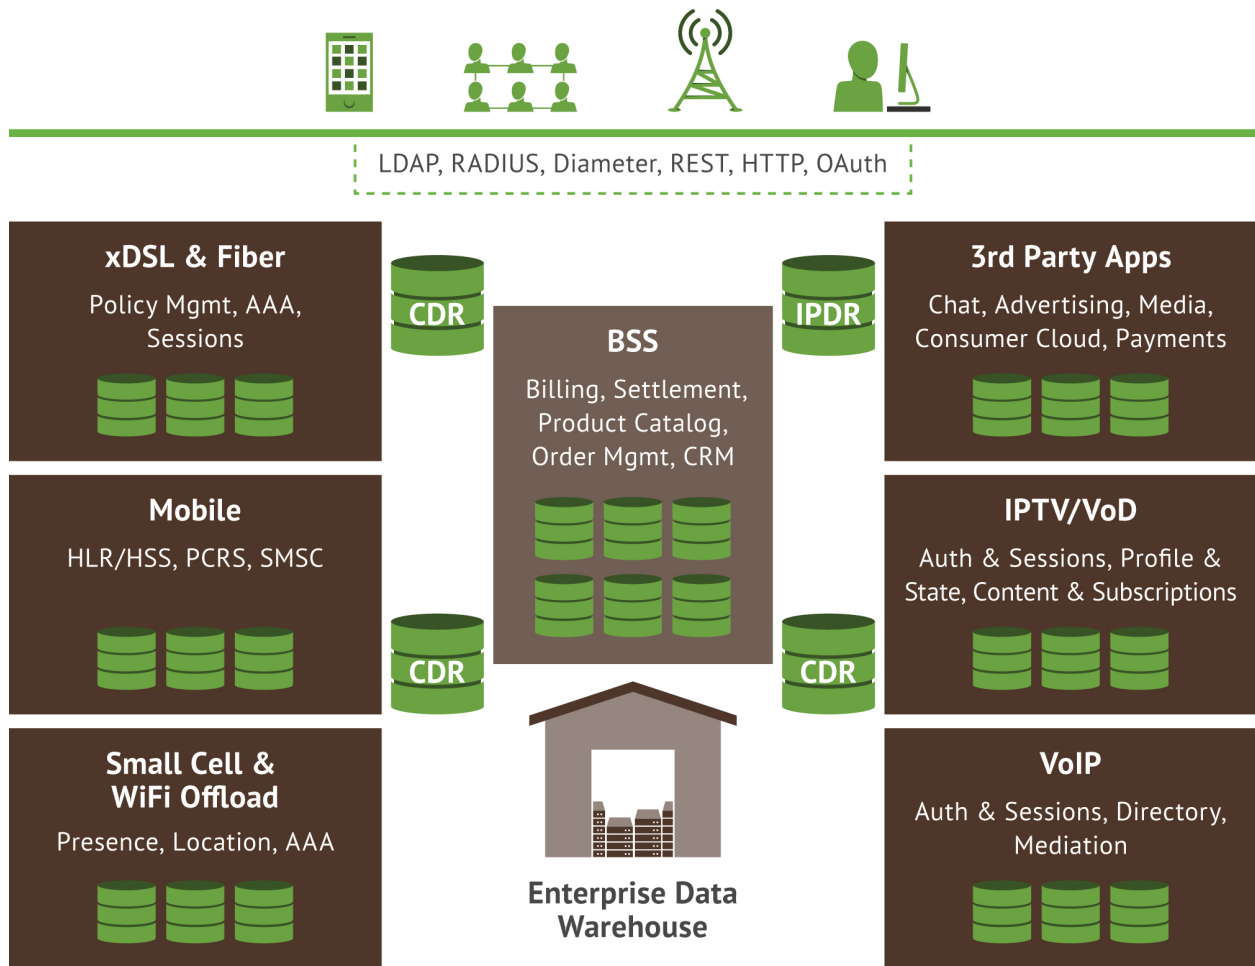 LDAP, RADIUS, Diameter, REST, HTTP, OAuth
xDSL & Fiber
Policy Mgmt, AAA,
Sessions
CDR
BSS
Billing, Settlement,
Product Catalog,
Order Mgmt, CRM
IPDR
3rd Party Apps
Chat, Advertising, Media,
Consumer Cloud, Payments
Mobile
HLR/HSS, PCRS, SMSC
CDR
CDR
IPTV/VoD
Auth & Sessions, Profile &
State, Content & Subscriptions
Small Cell &
WiFi Offload
Presence, Location, AAA
Enterprise Data
Warehouse
VoIP
Auth & Sessions, Directory,
Mediation